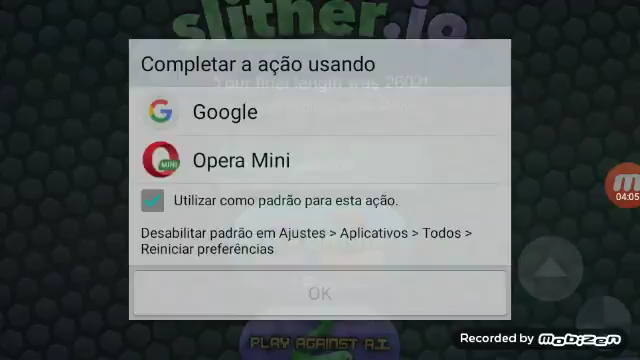 slither.io
Completar a ação usando
Your final length was 2602!
Google
Opera Mini
MINI
Utilizar como padrão para esta ação.
04:05
Desabilitar padrão em Ajustes > Aplicativos > Todos >
Reiniciar preferências
OK
Recorded by mobizen
PLAY AGAINST A.I.